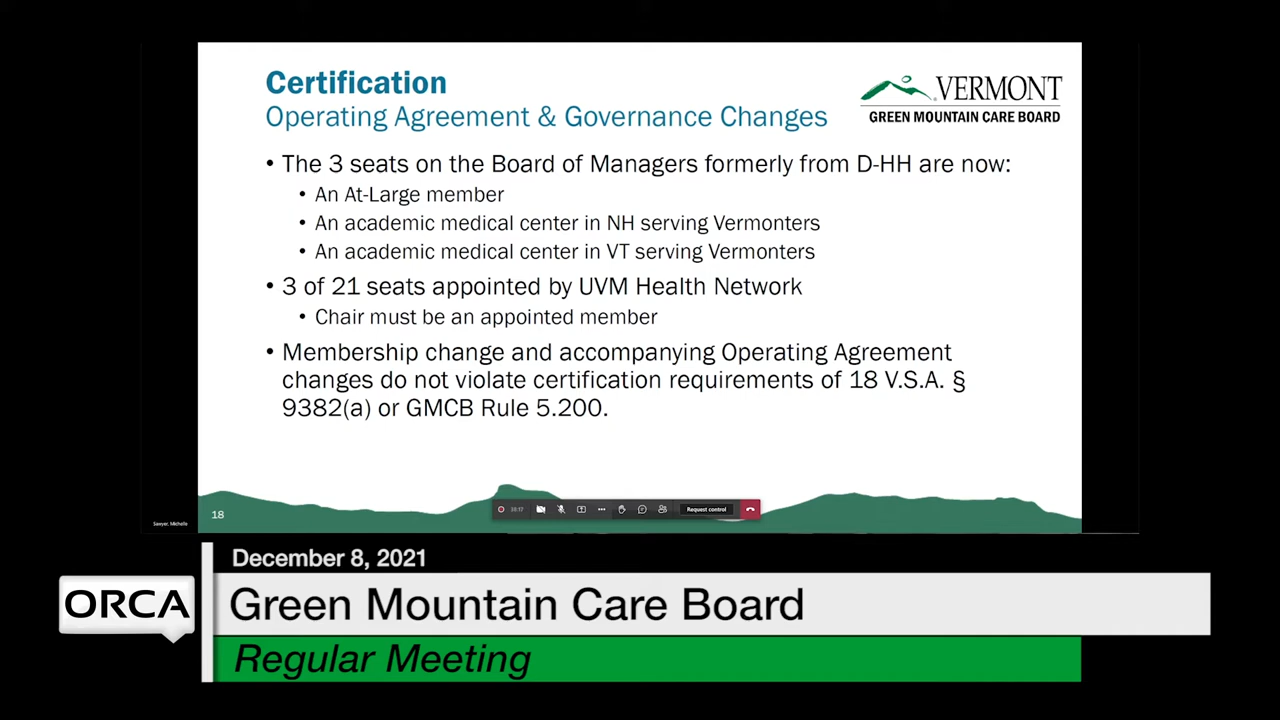 Certification
Operating Agreement & Governance Changes
VERMONT
GREEN MOUNTAIN CARE BOARD
• The 3 seats on the Board of Managers formerly from D-HH are now:
• An At-Large member
• An academic medical center in NH serving Vermonters
• An academic medical center in VT serving Vermonters
• 3 of 21 seats appointed by UVM Health Network
• Chair must be an appointed member
• Membership change and accompanying Operating Agreement
changes do not violate certification requirements of 18 V.S.A. §
9382(a) or GMCB Rule 5.200.
18
Request control
Sawyer, Michelle
December 8, 2021
ORCA
Green Mountain Care Board
Regular Meeting